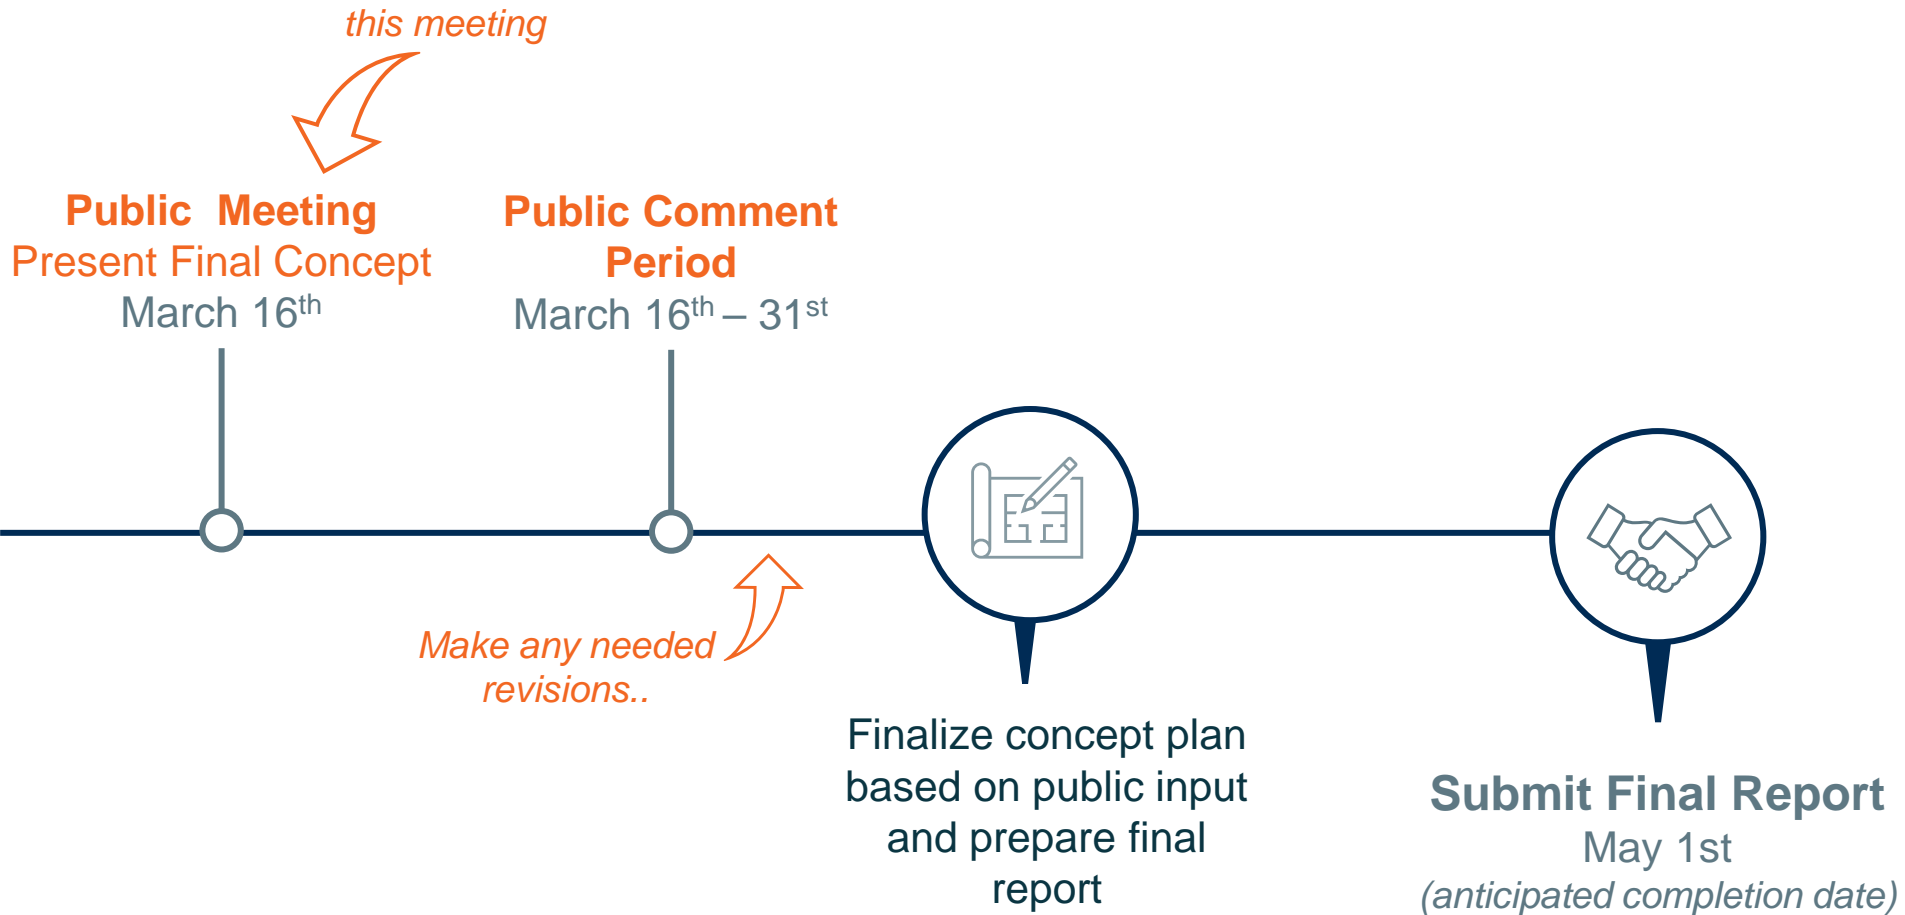 this meeting
Public  Meeting
Present Final Concept
March 16th
Public Comment
Period
March 16th – 31st
Make any needed
revisions..
Finalize concept plan
based on public input
and prepare final
report
Submit Final Report
May 1st
(anticipated completion date)